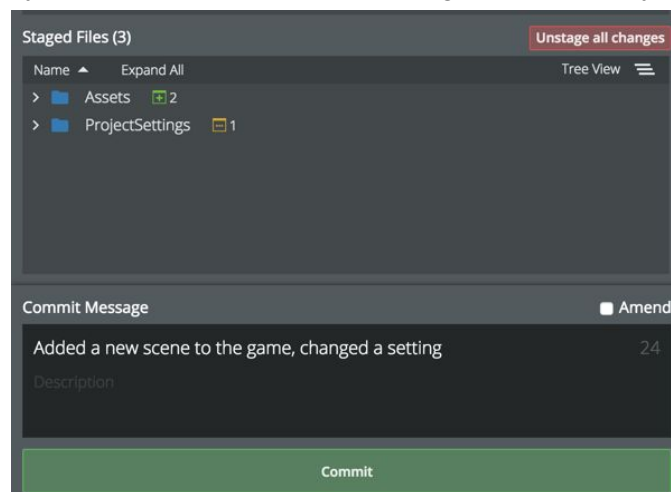 Staged Files (3) Unstage all changes
Name Expand All Tree View
Assets 2
ProjectSettings 1
Commit Message Amend
Added a new scene to the game, changed a setting 24
Description
Commit